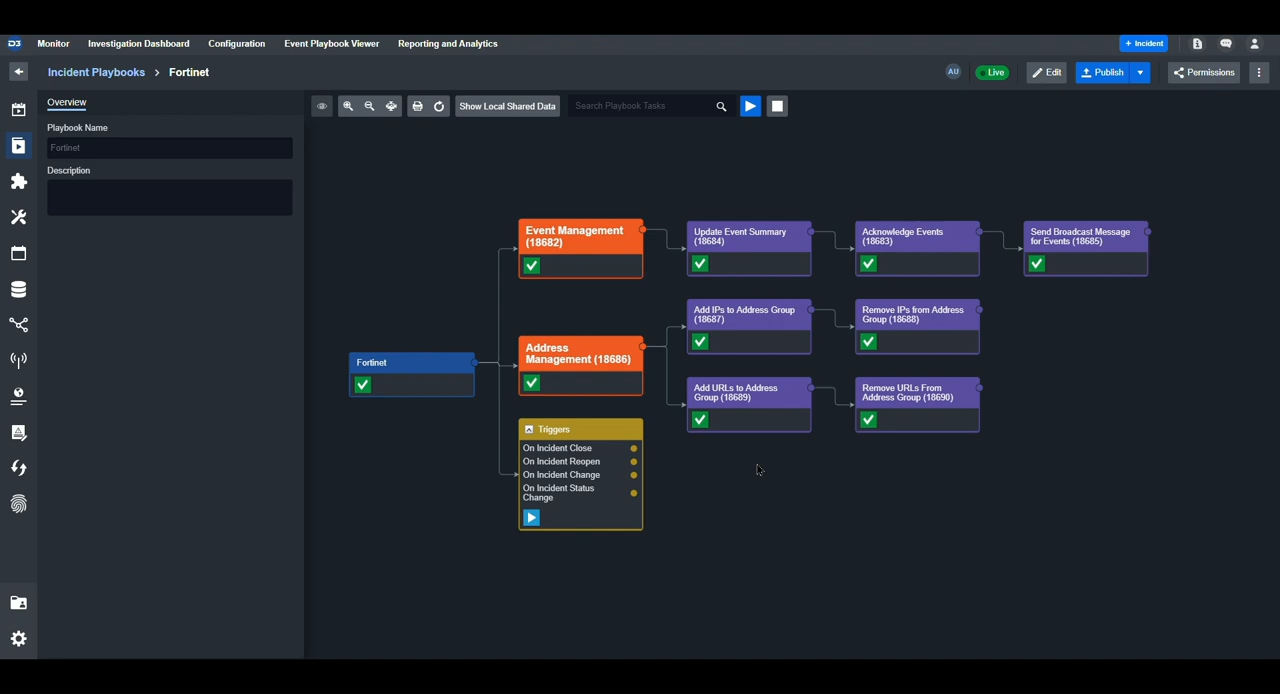 D3
Monitor
Investigation Dashboard
Configuration
Event Playbook Viewer
Reporting and Analytics
+ Incident
Incident Playbooks > Fortinet
AU
Live
Edit
Publish
Permissions
Overview
Playbook Name
Fortinet
Description
Show Local Shared Data
Search Playbook Tasks
Event Management
(18682)
Update Event Summary
(18684)
Acknowledge Events
(18683)
Send Broadcast Message
for Events (18685)
Add IPs to Address Group
(18687)
Remove IPs from Address
Group (18688)
Address
Management (18686)
Fortinet
Add URLs to Address
Group (18689)
Remove URLs From
Address Group (18690)
Triggers
On Incident Close
On Incident Reopen
On Incident Change
On Incident Status
Change